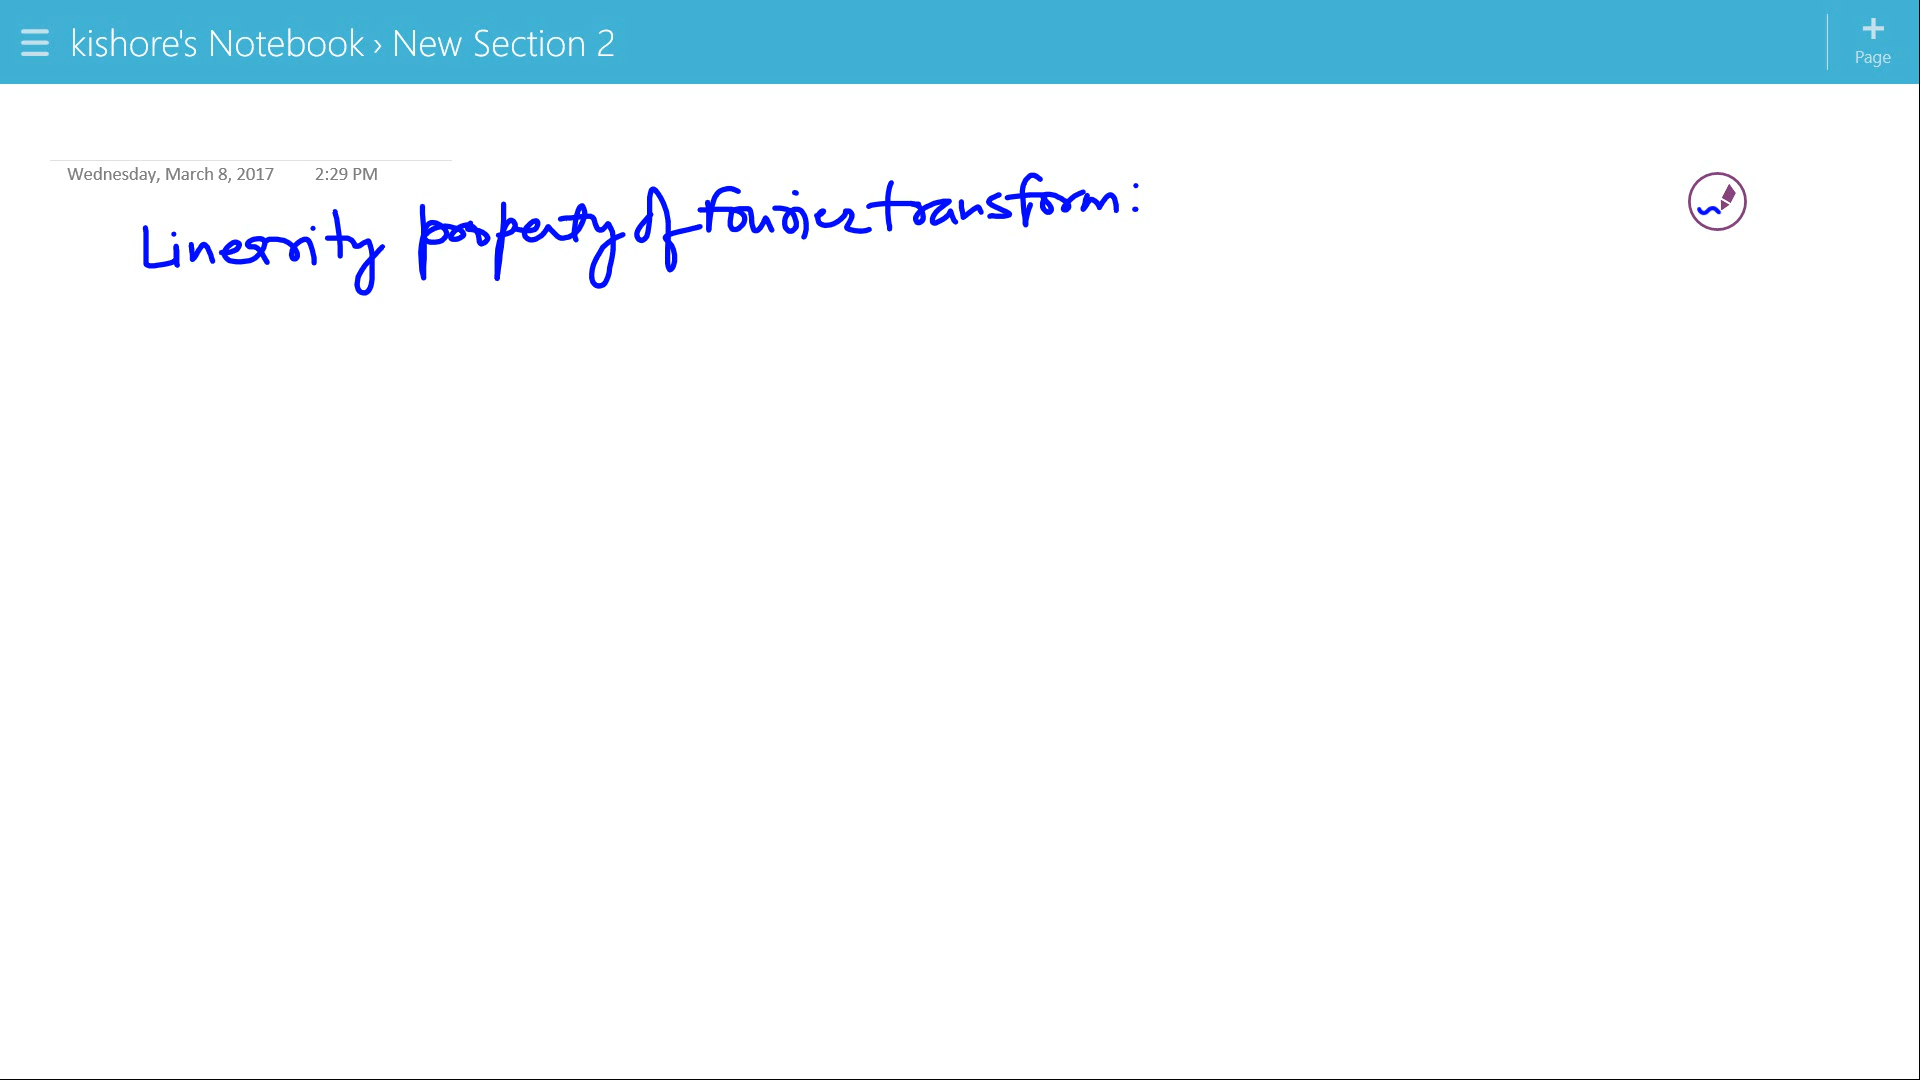 kishore's Notebook › New Section 2
Page
Wednesday, March 8, 2017 2:29 PM
Linearity property of fourier transform: